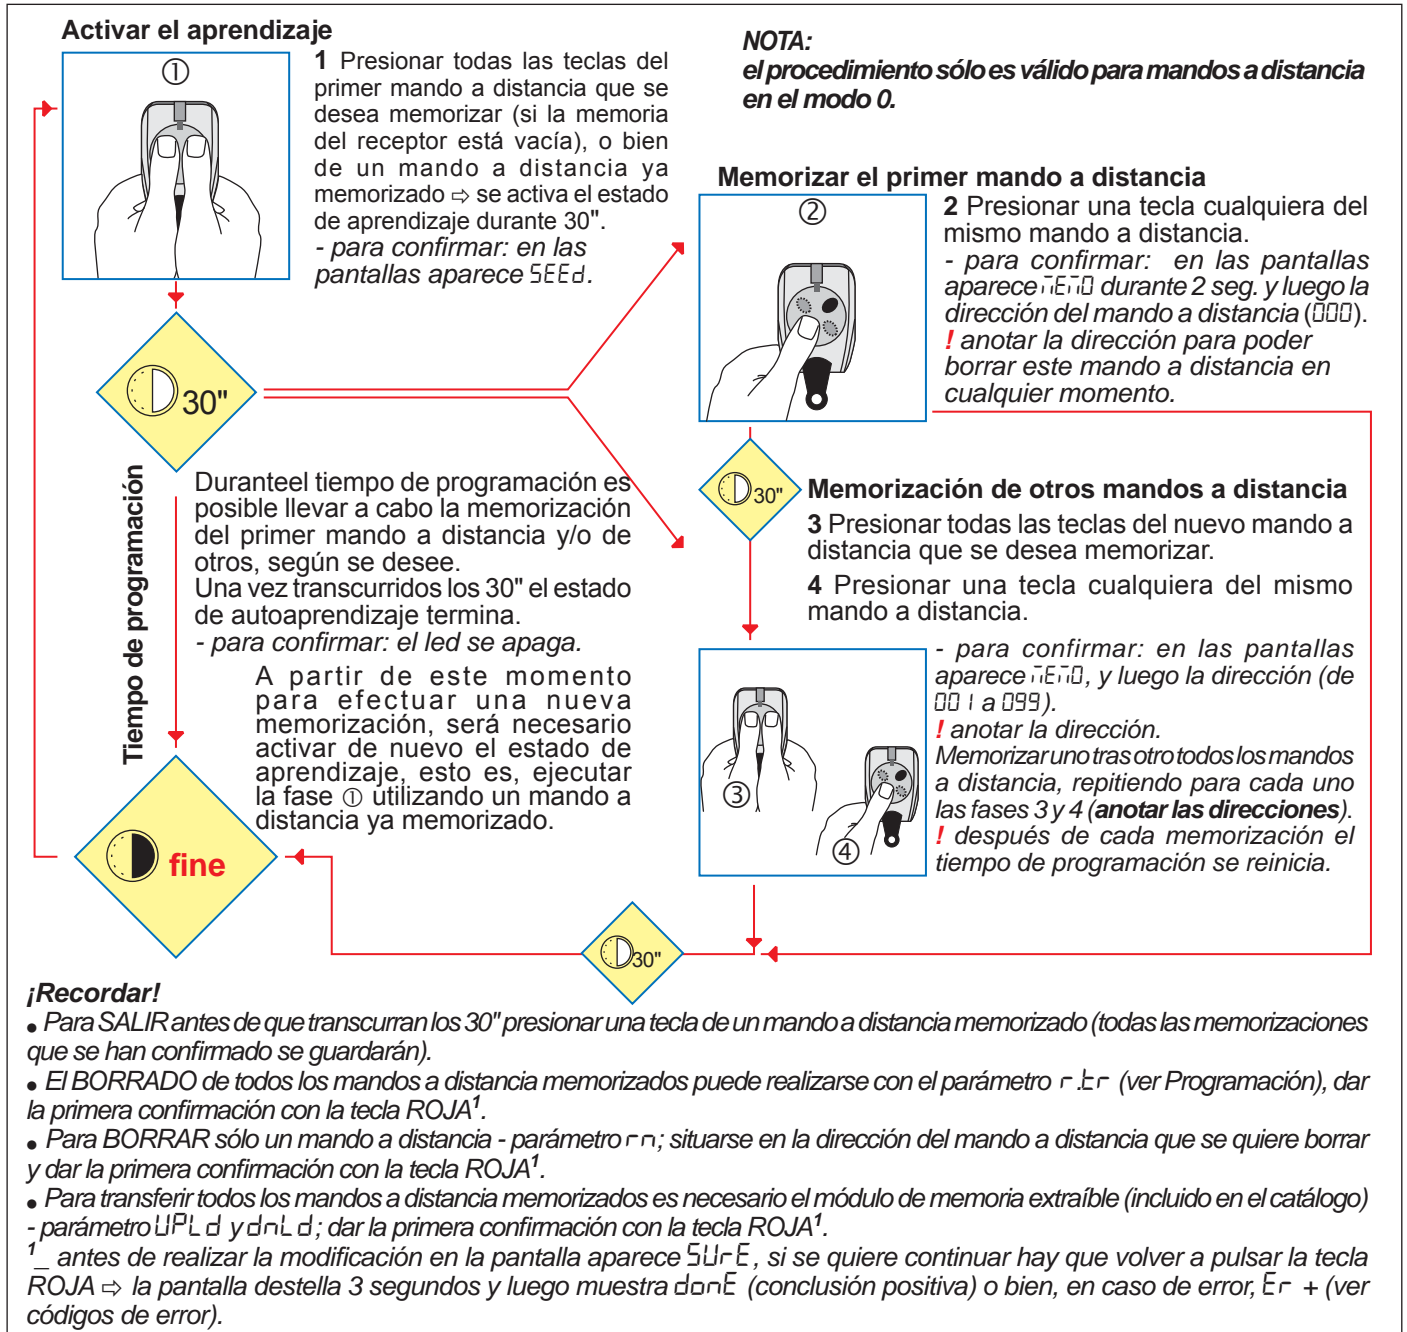 Activar el aprendizaje
①
1 Presionar todas las teclas del
primer mando a distancia que se
desea memorizar (si la memoria
del receptor está vacía), o bien
de un mando a distancia ya
memorizado ⇨ se activa el estado
de aprendizaje durante 30".
- para confirmar: en las
pantallas aparece SEEd.
NOTA:
el procedimiento sólo es válido para mandos a distancia
en el modo 0.
Memorizar el primer mando a distancia
②
2 Presionar una tecla cualquiera del
mismo mando a distancia.
- para confirmar: en las pantallas
aparece MEMO durante 2 seg. y luego la
dirección del mando a distancia (000).
! anotar la dirección para poder
borrar este mando a distancia en
cualquier momento.
30"
Tiempo de programación
Duranteel tiempo de programación es
posible llevar a cabo la memorización
del primer mando a distancia y/o de
otros, según se desee.
Una vez transcurridos los 30" el estado
de autoaprendizaje termina.
- para confirmar: el led se apaga.
A partir de este momento
para efectuar una nueva
memorización, será necesario
activar de nuevo el estado de
aprendizaje, esto es, ejecutar
la fase ① utilizando un mando a
distancia ya memorizado.
30"
Memorización de otros mandos a distancia
3 Presionar todas las teclas del nuevo mando a
distancia que se desea memorizar.
4 Presionar una tecla cualquiera del mismo
mando a distancia.
③
④
- para confirmar: en las pantallas
aparece MEMO, y luego la dirección (de
001 a 099).
! anotar la dirección.
Memorizar uno tras otro todos los mandos
a distancia, repitiendo para cada uno
las fases 3 y 4 (anotar las direcciones).
! después de cada memorización el
tiempo de programación se reinicia.
fine
30"
¡Recordar!
● Para SALIR antes de que transcurran los 30" presionar una tecla de un mando a distancia memorizado (todas las memorizaciones
que se han confirmado se guardarán).
● El BORRADO de todos los mandos a distancia memorizados puede realizarse con el parámetro r.tr (ver Programación), dar
la primera confirmación con la tecla ROJA¹.
● Para BORRAR sólo un mando a distancia - parámetro rn; situarse en la dirección del mando a distancia que se quiere borrar
y dar la primera confirmación con la tecla ROJA¹.
● Para transferir todos los mandos a distancia memorizados es necesario el módulo de memoria extraíble (incluido en el catálogo)
- parámetro UPLd y dnLd; dar la primera confirmación con la tecla ROJA¹.
¹_ antes de realizar la modificación en la pantalla aparece SUrE, si se quiere continuar hay que volver a pulsar la tecla
ROJA ⇨ la pantalla destella 3 segundos y luego muestra donE (conclusión positiva) o bien, en caso de error, Er + (ver
códigos de error).